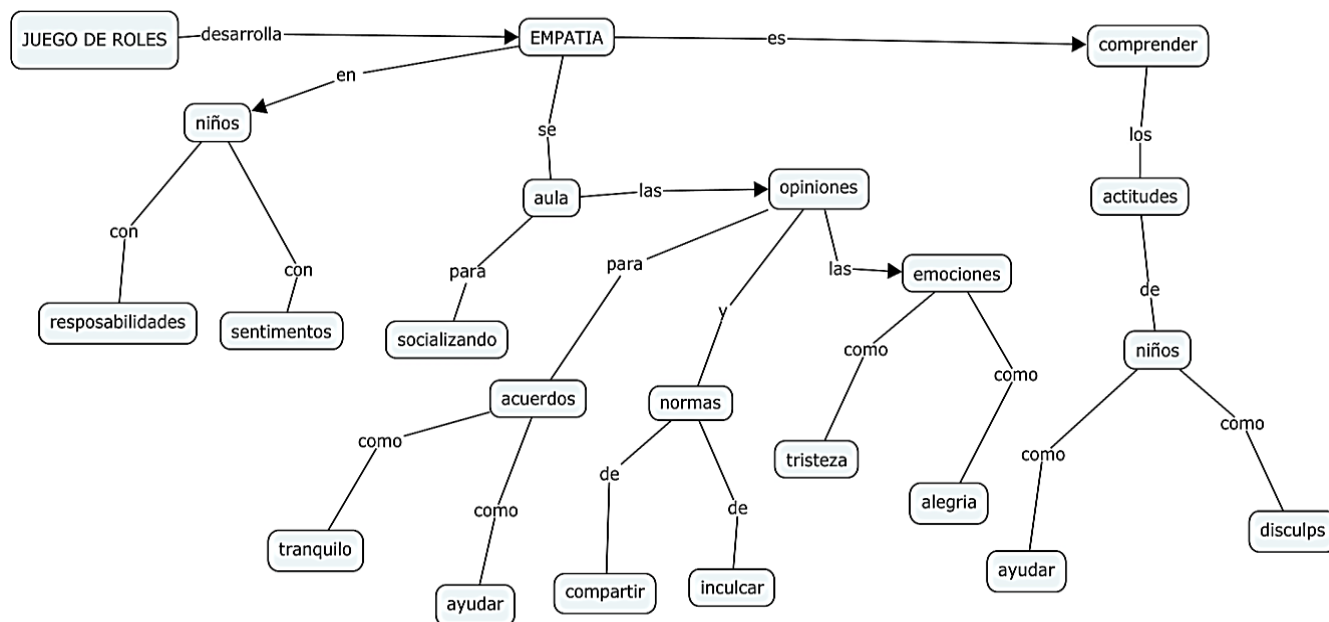 JUEGO DE ROLES
desarrolla
EMPATIA
es
comprender
en
niños
se
los
con
con
aula
las
opiniones
actitudes
resposabilidades
sentimentos
para
socializando
para
y
las
emociones
de
niños
acuerdos
normas
como
como
como
como
como
como
de
de
tristeza
alegria
tranquilo
ayudar
compartir
inculcar
ayudar
disculps